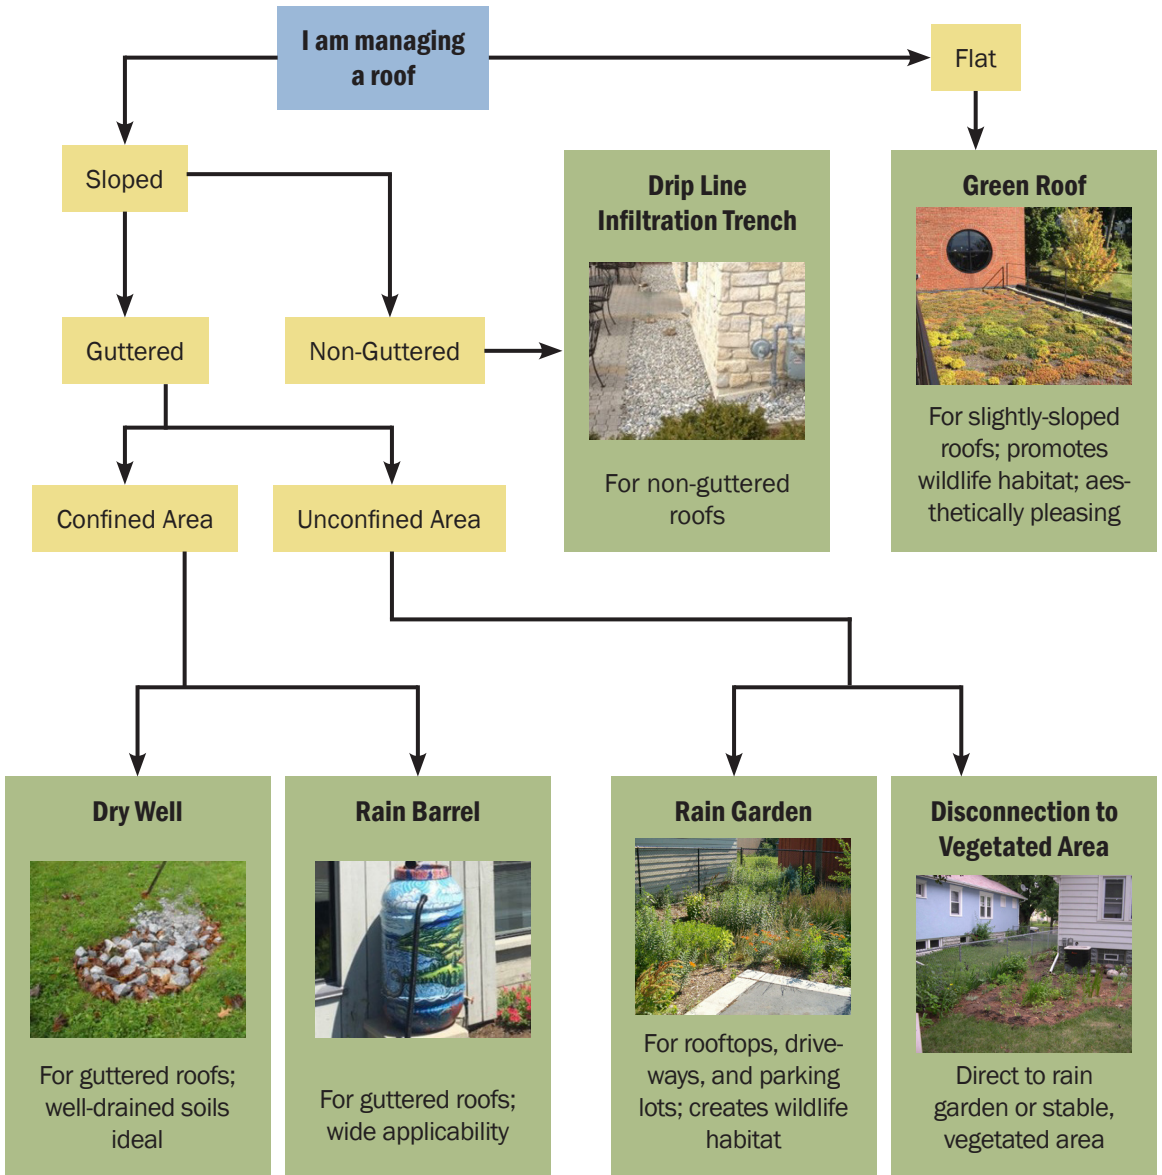 I am managing
a roof
Flat
Sloped
Guttered
Non-Guttered
Confined Area
Unconfined Area
Drip Line
Infiltration Trench
For non-guttered
roofs
Green Roof
For slightly-sloped
roofs; promotes
wildlife habitat; aes-
thetically pleasing
Dry Well
For guttered roofs;
well-drained soils
ideal
Rain Barrel
For guttered roofs;
wide applicability
Rain Garden
For rooftops, drive-
ways, and parking
lots; creates wildlife
habitat
Disconnection to
Vegetated Area
Direct to rain
garden or stable,
vegetated area